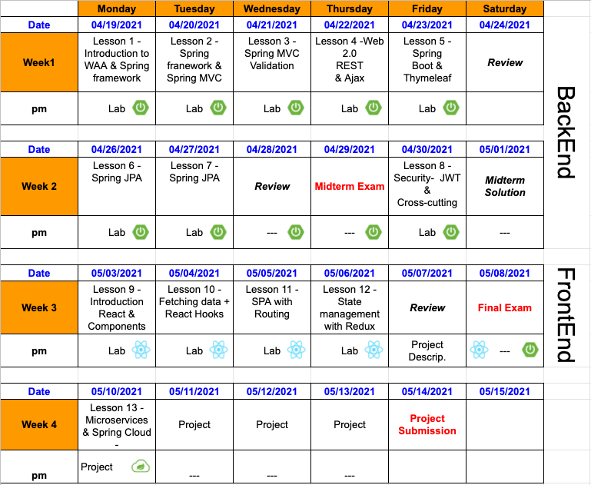 Monday Tuesday Wednesday Thursday Friday Saturday
Date 04/19/2021 04/20/2021 04/21/2021 04/22/2021 04/23/2021 04/24/2021
Week1
Lesson 1 -
Introduction to
WAA & Spring
framework
Lesson 2 -
Spring
franework &
Spring MVC
Lesson 3 -
Spring MVC
Validation
Lesson 4 -Web
2.0
REST
& Ajax
Lesson 5 -
Spring
Boot &
Thymeleaf
Review
pm Lab Lab Lab Lab Lab
BackEnd
Date 04/26/2021 04/27/2021 04/28/2021 04/29/2021 04/30/2021 05/01/2021
Week 2
Lesson 6 -
Spring JPA
Lesson 7 -
Spring JPA
Review
Midterm Exam
Lesson 8 -
Security- JWT
&
Cross-cutting
Midterm
Solution
pm Lab Lab --- --- Lab ---
Date 05/03/2021 05/04/2021 05/05/2021 05/06/2021 05/07/2021 05/08/2021
Week 3
Lesson 9 -
Introduction
React &
Components
Lesson 10 -
Fetching data +
React Hooks
Lesson 11 -
SPA with
Routing
Lesson 12 -
State
management
with Redux
Review
Final Exam
pm Lab Lab Lab Lab
Project
Descrip.
---
FrontEnd
Date 05/10/2021 05/11/2021 05/12/2021 05/13/2021 05/14/2021 05/15/2021
Week 4
Lesson 13 -
Microservices
& Spring Cloud
-
Project
Project
Project
Project
Submission
pm Project --- --- ---